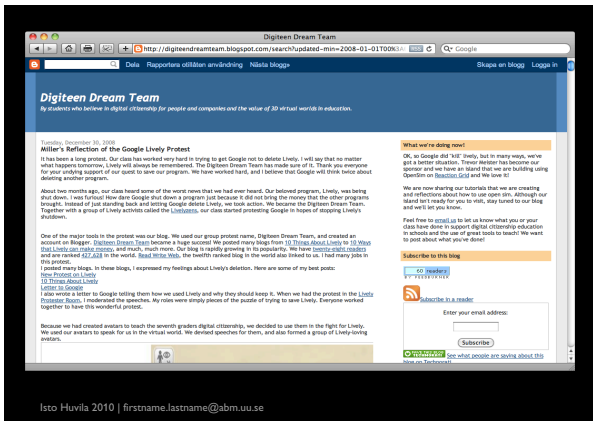 Digiteen Dream Team
http://digiteendreamteam.blogspot.com/search?updated-min=2008-01-01T00%3A
RSS
Google
Dela Rapportera otillåten användning Nästa blogg» Skapa en blogg Logga in
Digiteen Dream Team
By students who believe in digital citizenship for people and companies and the value of 3D virtual worlds in education.
Tuesday, December 30, 2008
Miller's Reflection of the Google Lively Protest
It has been a long protest. Our class has worked very hard in trying to get Google not to delete Lively. I will say that no matter
what happens tomorrow, Lively will always be remembered. The Digiteen Dream Team has made sure of it. Thank you everyone
for your undying support of our quest to save our program. We have worked hard, and I believe that Google will think twice about
deleting another program.
About two months ago, our class heard some of the worst news that we had ever heard. Our beloved program, Lively, was being
shut down. I was furious! How dare Google shut down a program just because it did not bring the money that the other programs
brought. Instead of just standing back and letting Google delete Lively, we took action. We became the Digiteen Dream Team.
Together with a group of Lively activists called the Livelyzens, our class started protesting Google in hopes of stopping Lively's
shutdown.
One of the major tools in the protest was our blog. We used our group protest name, Digiteen Dream Team, and created an
account on Blogger. Digiteen Dream Team became a huge success! We posted many blogs from 10 Things About Lively to 10 Ways
that Lively can make money, and much, much more. Our blog is rapidly growing in its popularity. We have twenty-eight readers
and are ranked 427,628 in the world. Read Write Web, the twelfth ranked blog in the world also linked to us. I had many jobs in
this protest.
I posted many blogs. In these blogs, I expressed my feelings about Lively's deletion. Here are some of my best posts:
New Protest on Lively
10 Things About Lively
Letter to Google
I also wrote a letter to Google telling them how we used Lively and why they should keep it. When we had the protest in the Lively
Protester Room, I moderated the speeches. My roles were simply pieces of the puzzle of trying to save Lively. Everyone worked
together to have this wonderful protest.
Because we had created avatars to teach the seventh graders digital citizenship, we decided to use them in the fight for Lively.
We used our avatars to speak for us in the virtual world. We devised speeches for them, and also formed a group of Lively-loving
avatars.
What we're doing now!
OK, so Google did "kill" lively, but in many ways, we've
got a better situation. Trevor Meister has become our
sponsor and we have an island that we are building using
OpenSim on Reaction Grid and We love it!
We are now sharing our tutorials that we are creating
and reflections about how to use open sim. Although our
island isn't ready for you to visit, stay tuned to our blog
and we'll let you know.
Feel free to email us to let us know what you or your
class have done in support digital citizenship education
in schools and the use of great tools to teach! We want
to post about what you've done!
Subscribe to this blog
60 readers
BY FEEDBURNER
Subscribe in a reader
Enter your email address:
Subscribe
See what people are saying about this
blog on Technorati
Isto Huvila 2010 | firstname.lastname@abm.uu.se